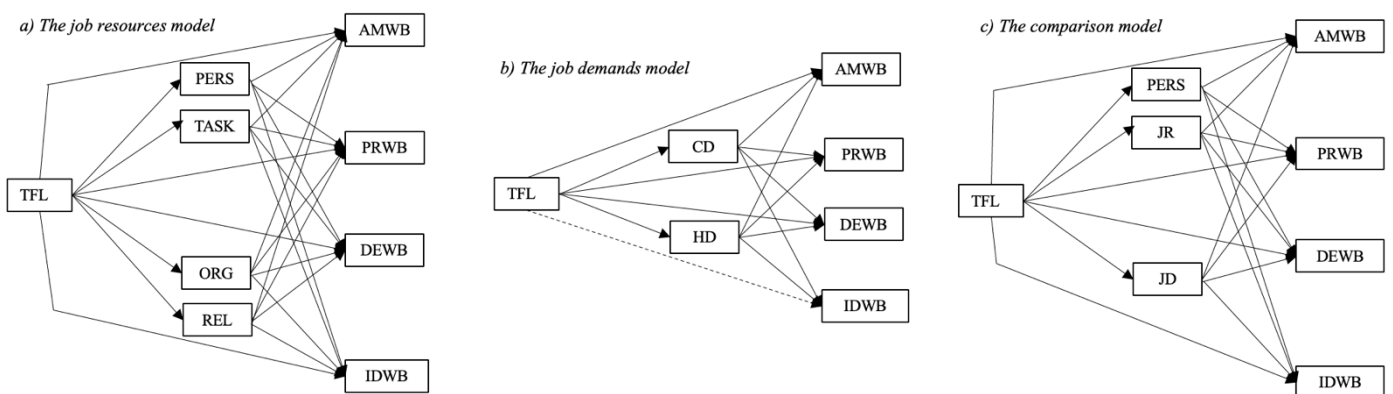 a) The job resources model
AMWB
PERS
TASK
PRWB
TFL
DEWB
ORG
REL
IDWB
b) The job demands model
AMWB
CD
PRWB
TFL
DEWB
HD
IDWB
c) The comparison model
AMWB
PERS
JR
PRWB
TFL
DEWB
JD
IDWB